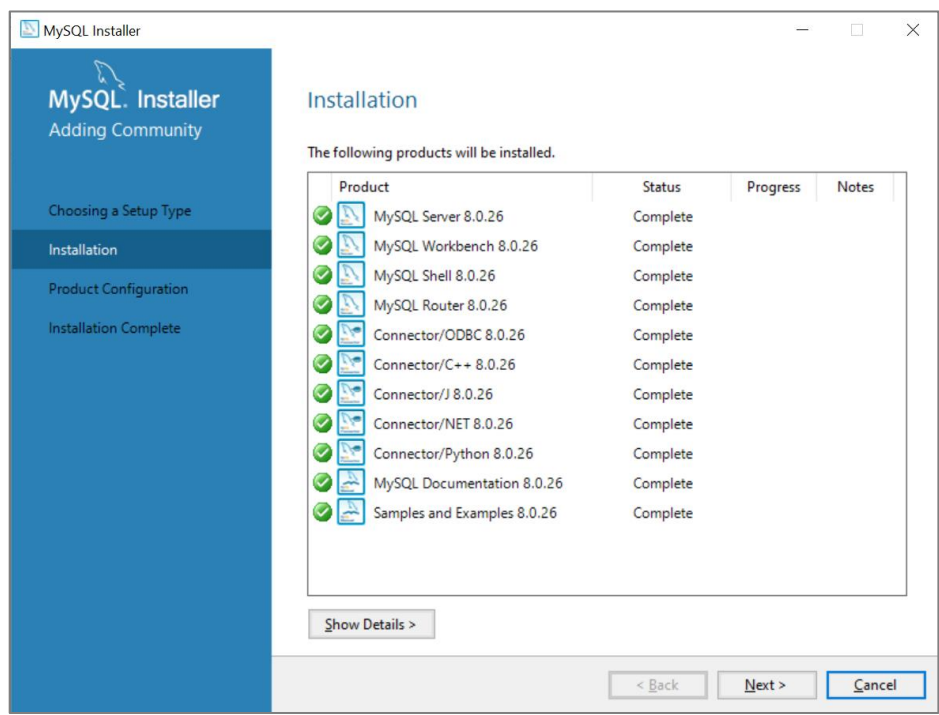 MySQL Installer
MySQL. Installer
Adding Community
Choosing a Setup Type
Installation
Product Configuration
Installation Complete
Installation
The following products will be installed.
Product Status Progress Notes
MySQL Server 8.0.26 Complete
MySQL Workbench 8.0.26 Complete
MySQL Shell 8.0.26 Complete
MySQL Router 8.0.26 Complete
Connector/ODBC 8.0.26 Complete
Connector/C++ 8.0.26 Complete
Connector/J 8.0.26 Complete
Connector/NET 8.0.26 Complete
Connector/Python 8.0.26 Complete
MySQL Documentation 8.0.26 Complete
Samples and Examples 8.0.26 Complete
Show Details >
< Back Next > Cancel